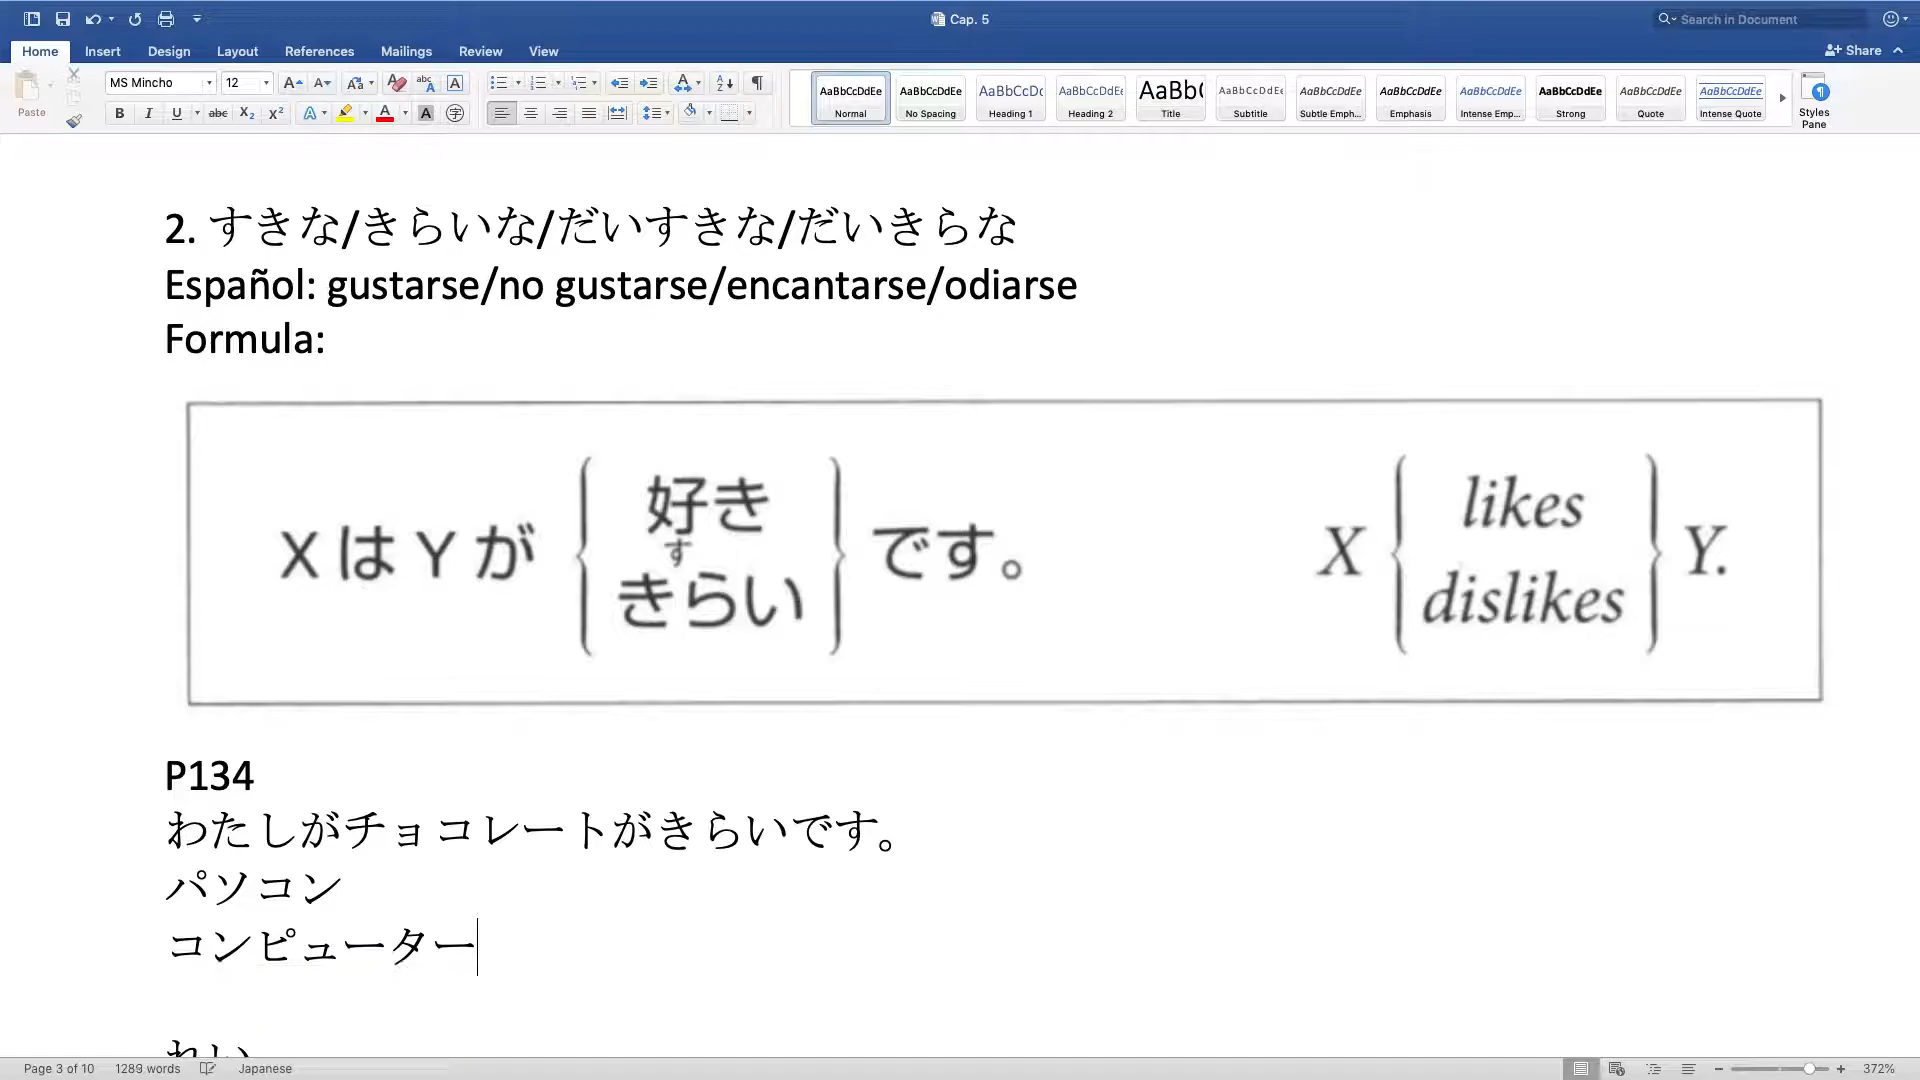 Cap. 5
Search in Document
Home Insert Design Layout References Mailings Review View
Share
Paste
MS Mincho 12
AaBbCcDdEe AaBbCcDdEe AaBbCcDc AaBbCcDdEe AaBb( AaBbCcDdEe AaBbCcDdEe AaBbCcDdEe AaBbCcDdEe AaBbCcDdEe AaBbCcDdEe AaBbCcDdEe
Normal No Spacing Heading 1 Heading 2 Title Subtitle Subtle Emph... Emphasis Intense Emp... Strong Quote Intense Quote
Styles Pane
2. すきな/きらいな/だいすきな/だいきらな
Español: gustarse/no gustarse/encantarse/odiarse
Formula:
X は Y が { 好き きらい } です。
す
X { likes dislikes } Y.
P134
わたしがチョコレートがきらいです。
パソコン
コンピューター
れい
Page 3 of 10 1289 words Japanese 372%